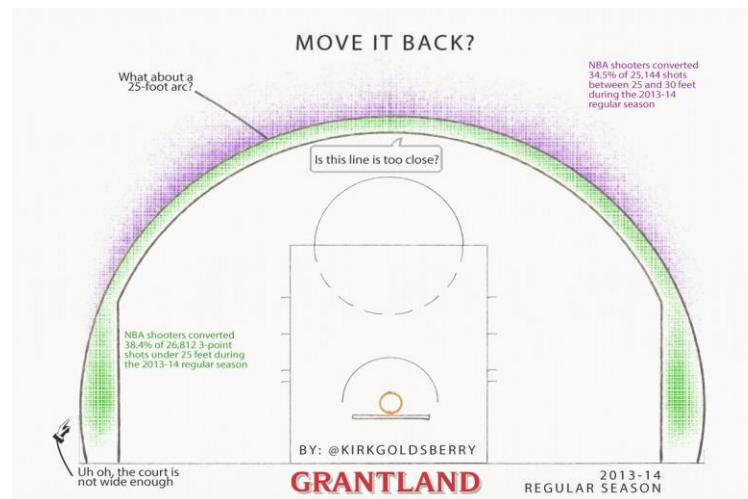 MOVE IT BACK?
What about a
25-foot arc?
NBA shooters converted
34.5% of 25,144 shots
between 25 and 30 feet
during the 2013-14
regular season
Is this line is too close?
NBA shooters converted
38.4% of 26,812 3-point
shots under 25 feet during
the 2013-14 regular season
Uh oh, the court is
not wide enough
BY: @KIRKGOLDSBERRY
GRANTLAND
2013-14
REGULAR SEASON